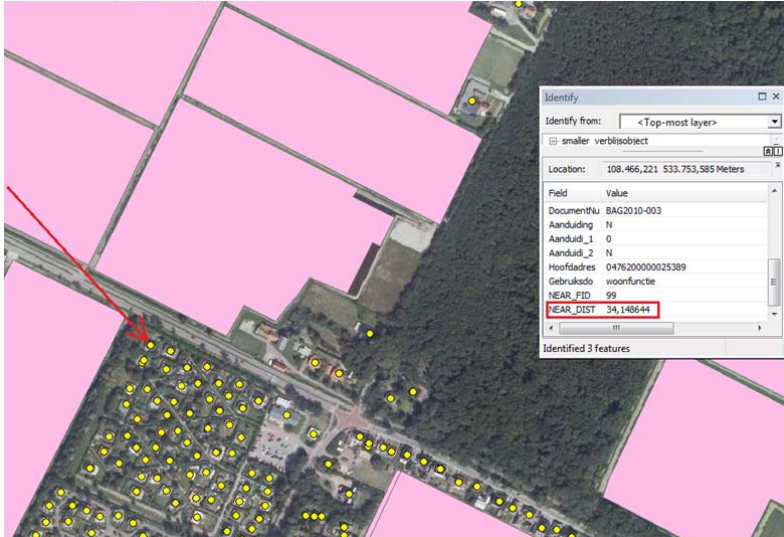 Identify
Identify from: <Top-most layer>
smaller verblijsobject
Location: 108.466,221 533.753,585 Meters
Field Value
DocumentNu BAG2010-003
Aanduiding N
Aanduidi_1 0
Aanduidi_2 N
Hoofdadres 0476200000025389
Gebruiksdo woonfunctie
NEAR_FID 99
NEAR_DIST 34,148644
Identified 3 features